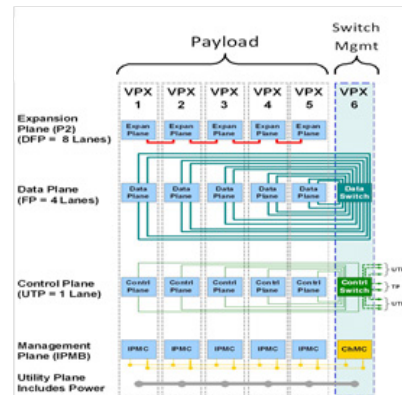 Payload
Switch
Mgmt
VPX
1
VPX
2
VPX
3
VPX
4
VPX
5
VPX
6
Expansion
Plane (P2)
(DFP = 8 Lanes)
Expan
Plane
Expan
Plane
Expan
Plane
Expan
Plane
Expan
Plane
Data Plane
(FP = 4 Lanes)
Data
Plane
Data
Plane
Data
Plane
Data
Plane
Data
Plane
Data
Switch
Control Plane
(UTP = 1 Lane)
Contrl
Plane
Contrl
Plane
Contrl
Plane
Contrl
Plane
Contrl
Plane
Contrl
Switch
Management
Plane (IPMB)
IPMC
IPMC
IPMC
IPMC
IPMC
ChMC
Utility Plane
Includes Power